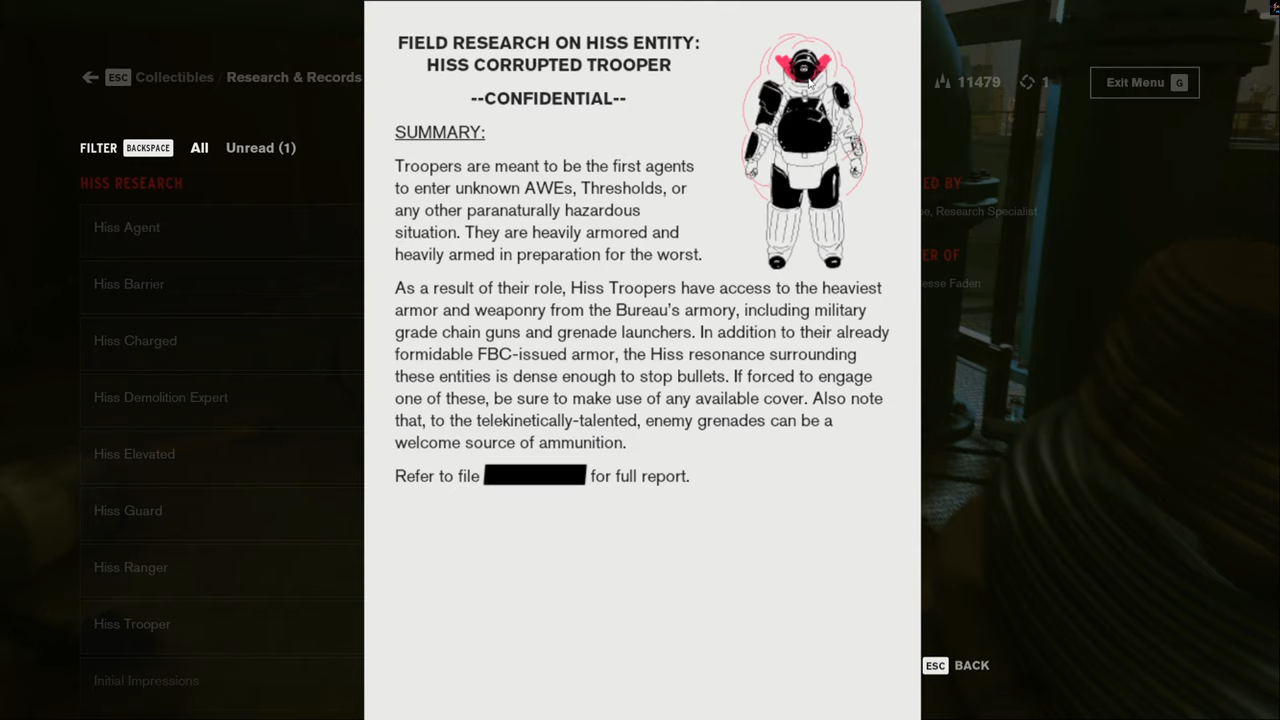 FIELD RESEARCH ON HISS ENTITY:
HISS CORRUPTED TROOPER
--CONFIDENTIAL--
SUMMARY:
Troopers are meant to be the first agents
to enter unknown AWEs, Thresholds, or
any other paranaturally hazardous
situation. They are heavily armored and
heavily armed in preparation for the worst.
As a result of their role, Hiss Troopers have access to the heaviest
armor and weaponry from the Bureau's armory, including military
grade chain guns and grenade launchers. In addition to their already
formidable FBC-issued armor, the Hiss resonance surrounding
these entities is dense enough to stop bullets. If forced to engage
one of these, be sure to make use of any available cover. Also note
that, to the telekinetically-talented, enemy grenades can be a
welcome source of ammunition.
Refer to file for full report.
ESC Collectibles / Research & Records
11479 1
Exit Menu G
FILTER BACKSPACE All Unread (1)
HISS RESEARCH
Hiss Agent
Hiss Barrier
Hiss Charged
Hiss Demolition Expert
Hiss Elevated
Hiss Guard
Hiss Ranger
Hiss Trooper
Initial Impressions
ED BY
, Research Specialist
ER OF
esse Faden
ESC BACK